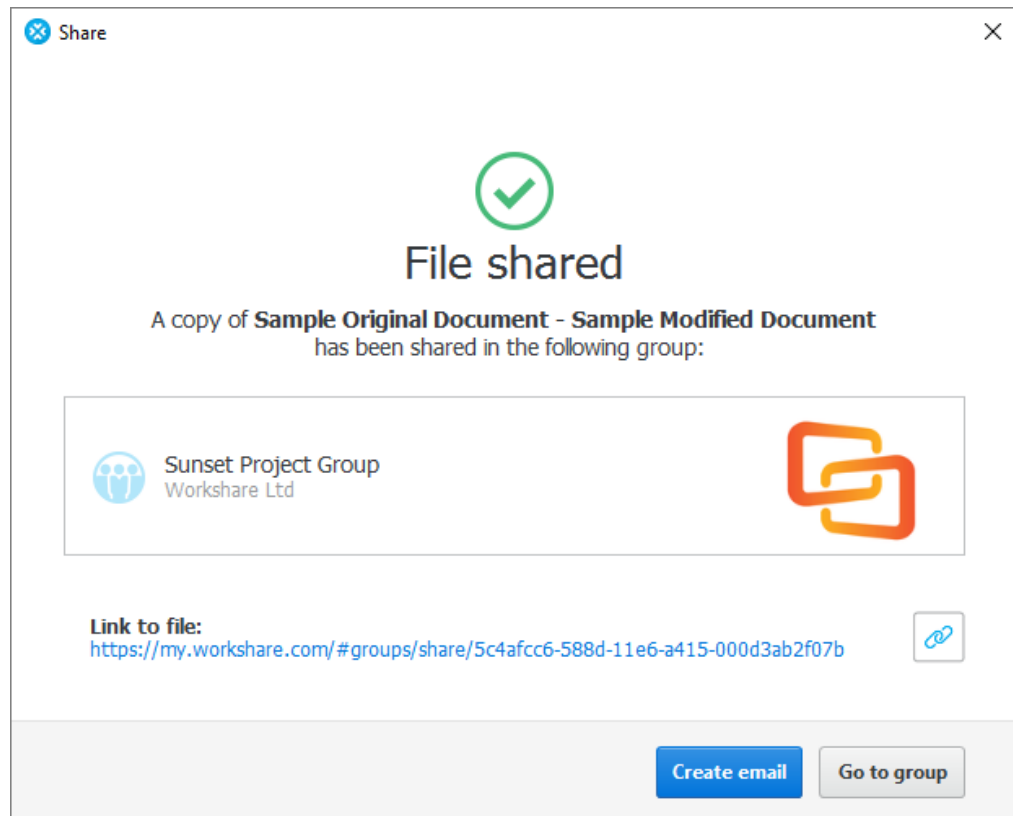 Share
File shared
A copy of Sample Original Document - Sample Modified Document
has been shared in the following group:
Sunset Project Group
Workshare Ltd
Link to file:
https://my.workshare.com/#groups/share/5c4afcc6-588d-11e6-a415-000d3ab2f07b
Create email
Go to group